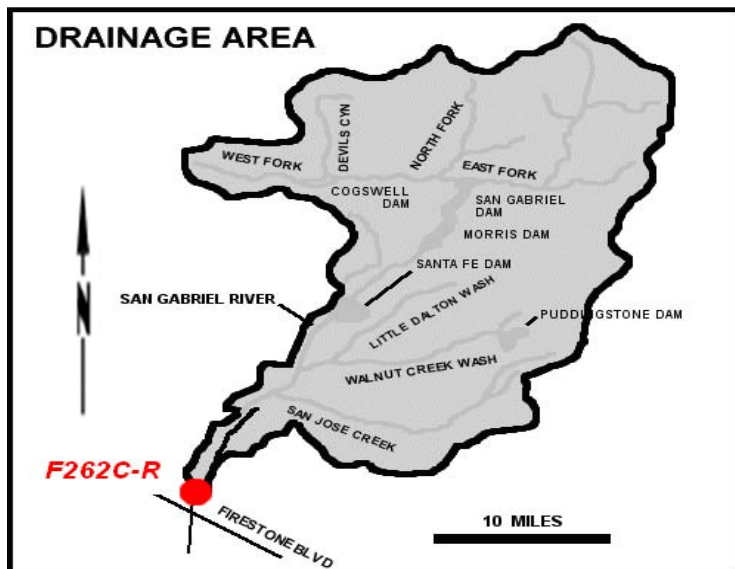 DRAINAGE AREA
DEVILS CYN
NORTH FORK
WEST FORK
EAST FORK
COGSWELL
DAM
SAN GABRIEL
DAM
MORRIS DAM
N
SANTA FE DAM
SAN GABRIEL RIVER
LITTLE DALTON WASH
PUDDINGSTONE DAM
WALNUT CREEK WASH
SAN JOSE CREEK
F262C-R
FIRESTONE BLVD
10 MILES